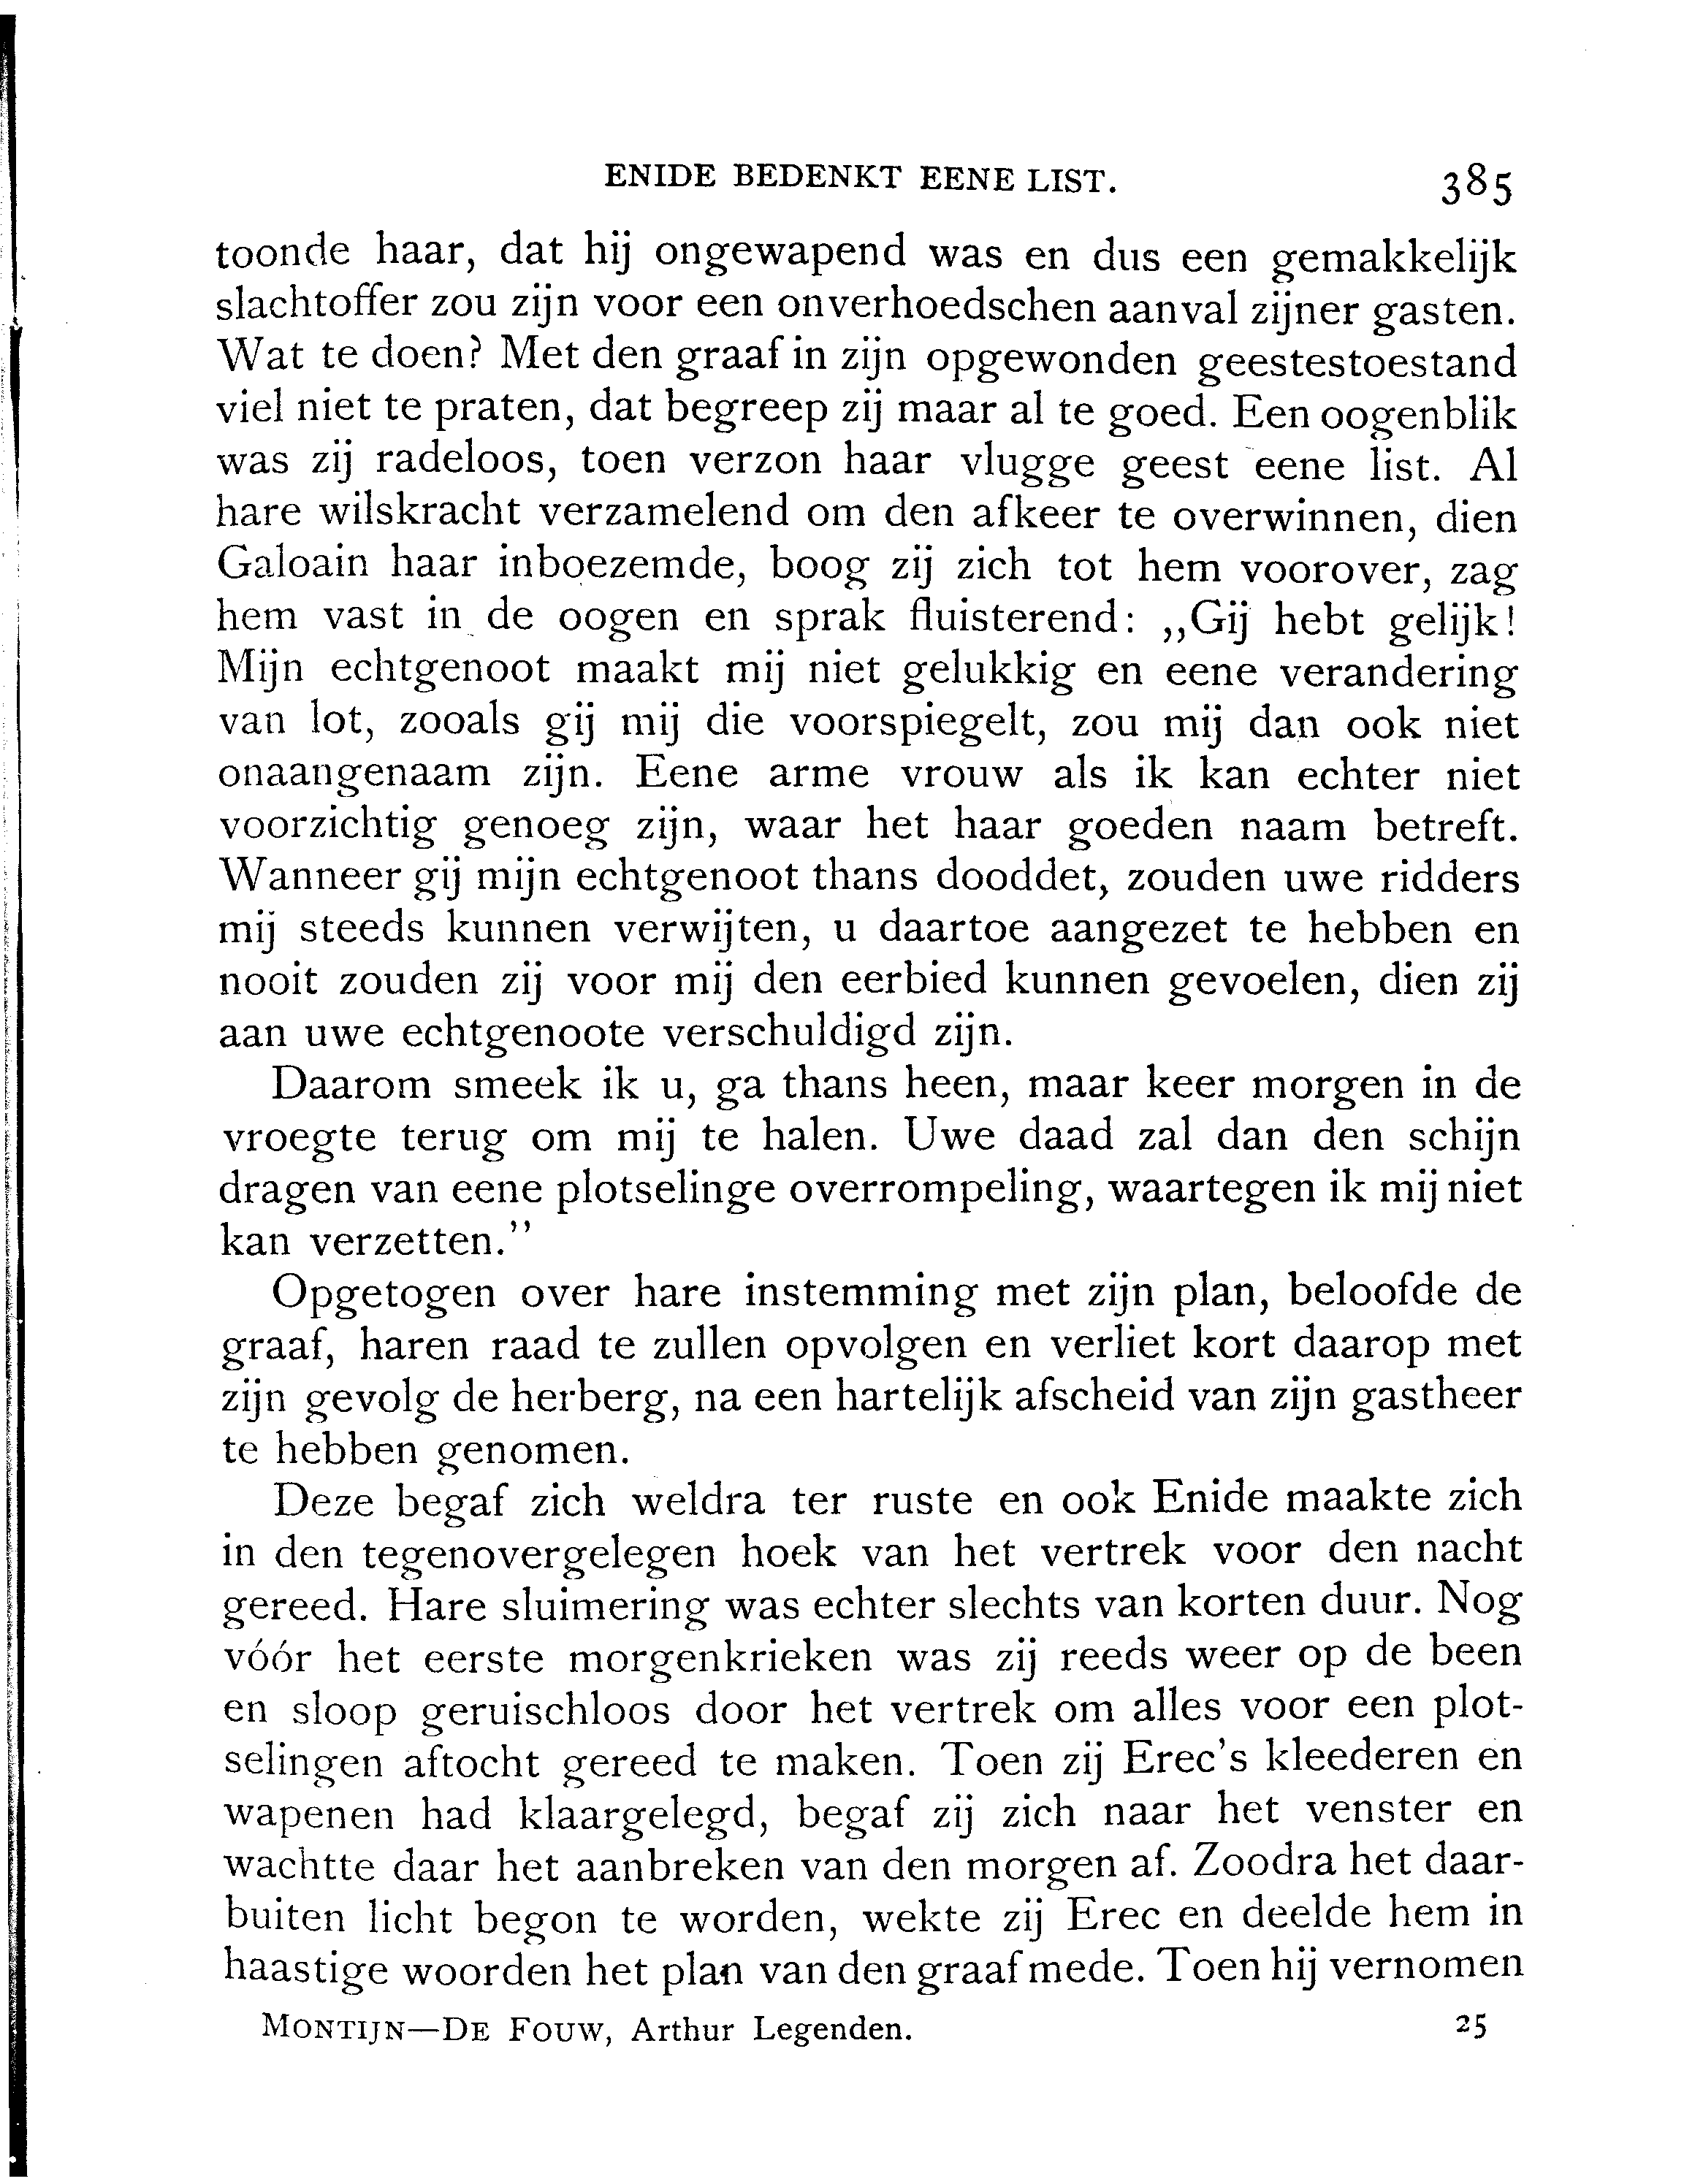 ENIDE BEDENKT EENE LIST. 385
toonde haar, dat hij ongewapend was en dus een gemakkelijk
slachtoffer zou zijn voor een onverhoedschen aanval zijner gasten.
Wat te doen? Met den graaf in zijn opgewonden geestestoestand
viel niet te praten, dat begreep zij maar al te goed. Een oogenblik
was zij radeloos, toen verzon haar vlugge geest eene list. Al
hare wilskracht verzamelend om den afkeer te overwinnen, dien
Galoain haar inboezemde, boog zij zich tot hem voorover, zag
hem vast in de oogen en sprak fluisterend: „Gij hebt gelijk!
Mijn echtgenoot maakt mij niet gelukkig en eene verandering
van lot, zooals gij mij die voorspiegelt, zou mij dan ook niet
onaangenaam zijn. Eene arme vrouw als ik kan echter niet
voorzichtig genoeg zijn, waar het haar goeden naam betreft.
Wanneer gij mijn echtgenoot thans dooddet, zouden uwe ridders
mij steeds kunnen verwijten, u daartoe aangezet te hebben en
nooit zouden zij voor mij den eerbied kunnen gevoelen, dien zij
aan uwe echtgenoote verschuldigd zijn.
Daarom smeek ik u, ga thans heen, maar keer morgen in de
vroegte terug om mij te halen. Uwe daad zal dan den schijn
dragen van eene plotselinge overrompeling, waartegen ik mij niet
kan verzetten.”
Opgetogen over hare instemming met zijn plan, beloofde de
graaf, haren raad te zullen opvolgen en verliet kort daarop met
zijn gevolg de herberg, na een hartelijk afscheid van zijn gastheer
te hebben genomen.
Deze begaf zich weldra ter ruste en ook Enide maakte zich
in den tegenovergelegen hoek van het vertrek voor den nacht
gereed. Hare sluimering was echter slechts van korten duur. Nog
vóór het eerste morgenkrieken was zij reeds weer op de been
en sloop geruischloos door het vertrek om alles voor een plot-
selingen aftocht gereed te maken. Toen zij Erec's kleederen en
wapenen had klaargelegd, begaf zij zich naar het venster en
wachtte daar het aanbreken van den morgen af. Zoodra het daar-
buiten licht begon te worden, wekte zij Erec en deelde hem in
haastige woorden het plan van den graaf mede. Toen hij vernomen
MONTIJN—DE FOUW, Arthur Legenden. 25